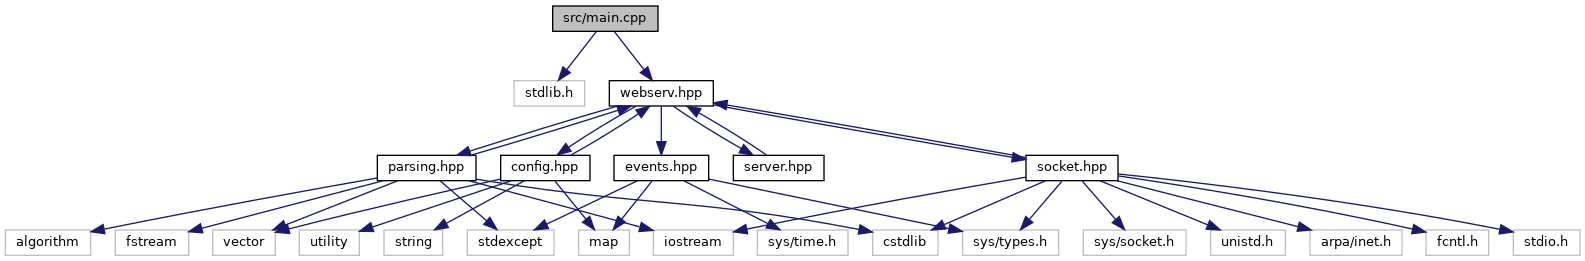 src/main.cpp
stdlib.h
webserv.hpp
parsing.hpp
config.hpp
events.hpp
server.hpp
socket.hpp
algorithm
fstream
vector
utility
string
stdexcept
map
iostream
sys/time.h
cstdlib
sys/types.h
sys/socket.h
unistd.h
arpa/inet.h
fcntl.h
stdio.h